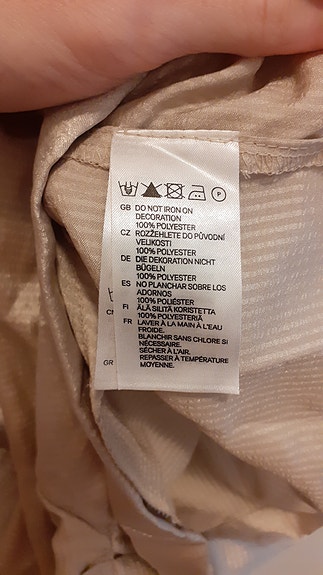 P
GB DO NOT IRON ON
DECORATION
100% POLYESTER
CZ ROZŽEHLETE DO PŮVODNÍ
VELIKOSTI
100% POLYESTER
DE DIE DEKORATION NICHT
BÜGELN
100% POLYESTER
ES NO PLANCHAR SOBRE LOS
ADORNOS
100% POLIÉSTER
FI ÄLÄ SILITÄ KORISTETTA
100% POLYESTERIÄ
FR LAVER À LA MAIN À L'EAU
FROIDE.
BLANCHIR SANS CHLORE SI
NÉCESSAIRE.
SÉCHER À L'AIR.
REPASSER À TEMPÉRATURE
MOYENNE.
GR